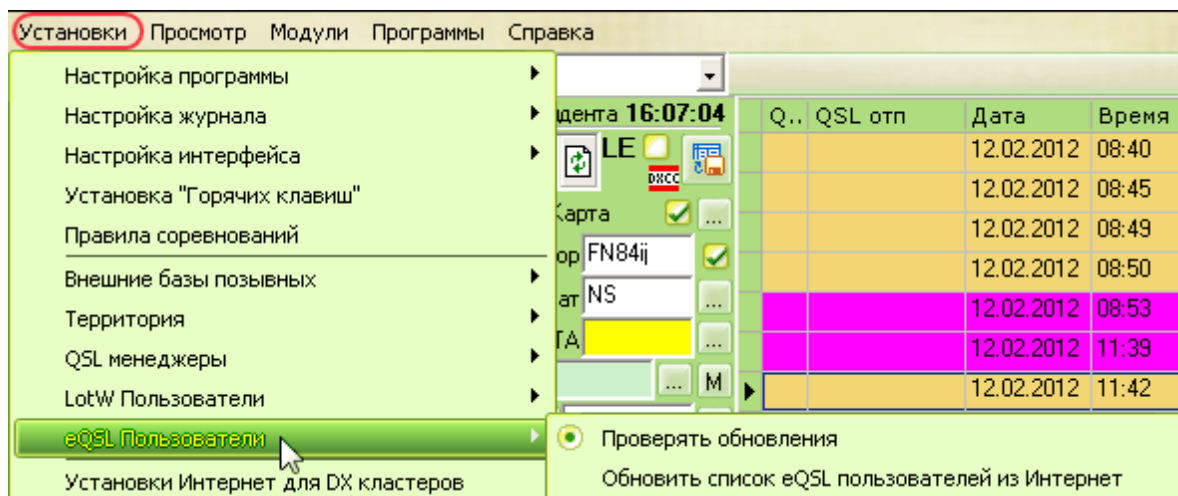 Установки Просмотр Модули Программы Справка
Настройка программы
Настройка журнала
Настройка интерфейса
Установка "Горячих клавиш"
Правила соревнований
Внешние базы позывных
Территория
QSL менеджеры
LotW Пользователи
eQSL Пользователи
Установки Интернет для DX кластеров
Проверять обновления
Обновить список eQSL пользователей из Интернет
дента 16:07:04
LE
DXCC
Карта ...
ор FN84ij
ат NS ...
ТА ...
... М
Q.. QSL отп Дата Время
12.02.2012 08:40
12.02.2012 08:45
12.02.2012 08:49
12.02.2012 08:50
12.02.2012 08:53
12.02.2012 11:39
12.02.2012 11:42